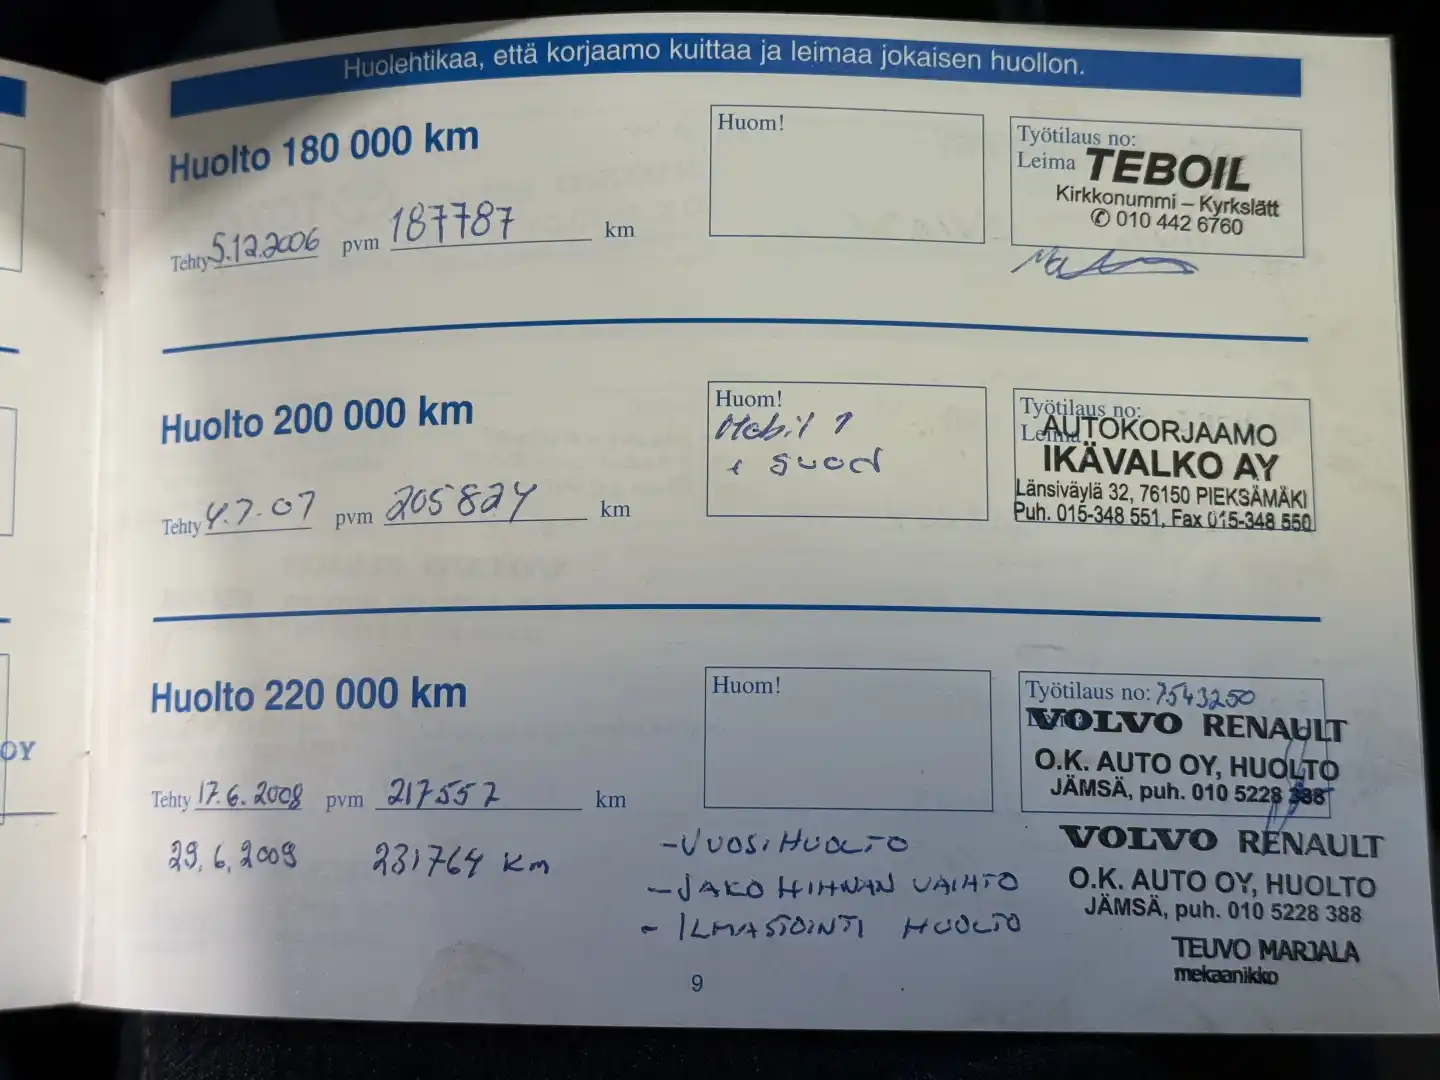 Huolehtikaa, että korjaamo kuittaa ja leimaa jokaisen huollon.
Huolto 180 000 km
Tehty 5.12.2006 pvm 187787 km
Huom!
Työtilaus no:
Leima
TEBOIL
Kirkkonummi – Kyrkslätt
✆ 010 442 6760
Huolto 200 000 km
Tehty 4.7.07 pvm 205824 km
Huom!
Mobil 1
+ suod
Työtilaus no:
Leima
AUTOKORJAAMO
IKÄVALKO AY
Länsiväylä 32, 76150 PIEKSÄMÄKI
Puh. 015-348 551, Fax 015-348 550
Huolto 220 000 km
Tehty 17.6.2008 pvm 217557 km
Huom!
Työtilaus no: 7543250
VOLVO RENAULT
O.K. AUTO OY, HUOLTO
JÄMSÄ, puh. 010 5228 388
29.6.2009 231764 km
-VUOSIHUOLTO
-JAKOHIHNAN VAIHTO
- ILMASTOINTI HUOLTO
VOLVO RENAULT
O.K. AUTO OY, HUOLTO
JÄMSÄ, puh. 010 5228 388
TEUVO MARJALA
mekaanikko
9
OY